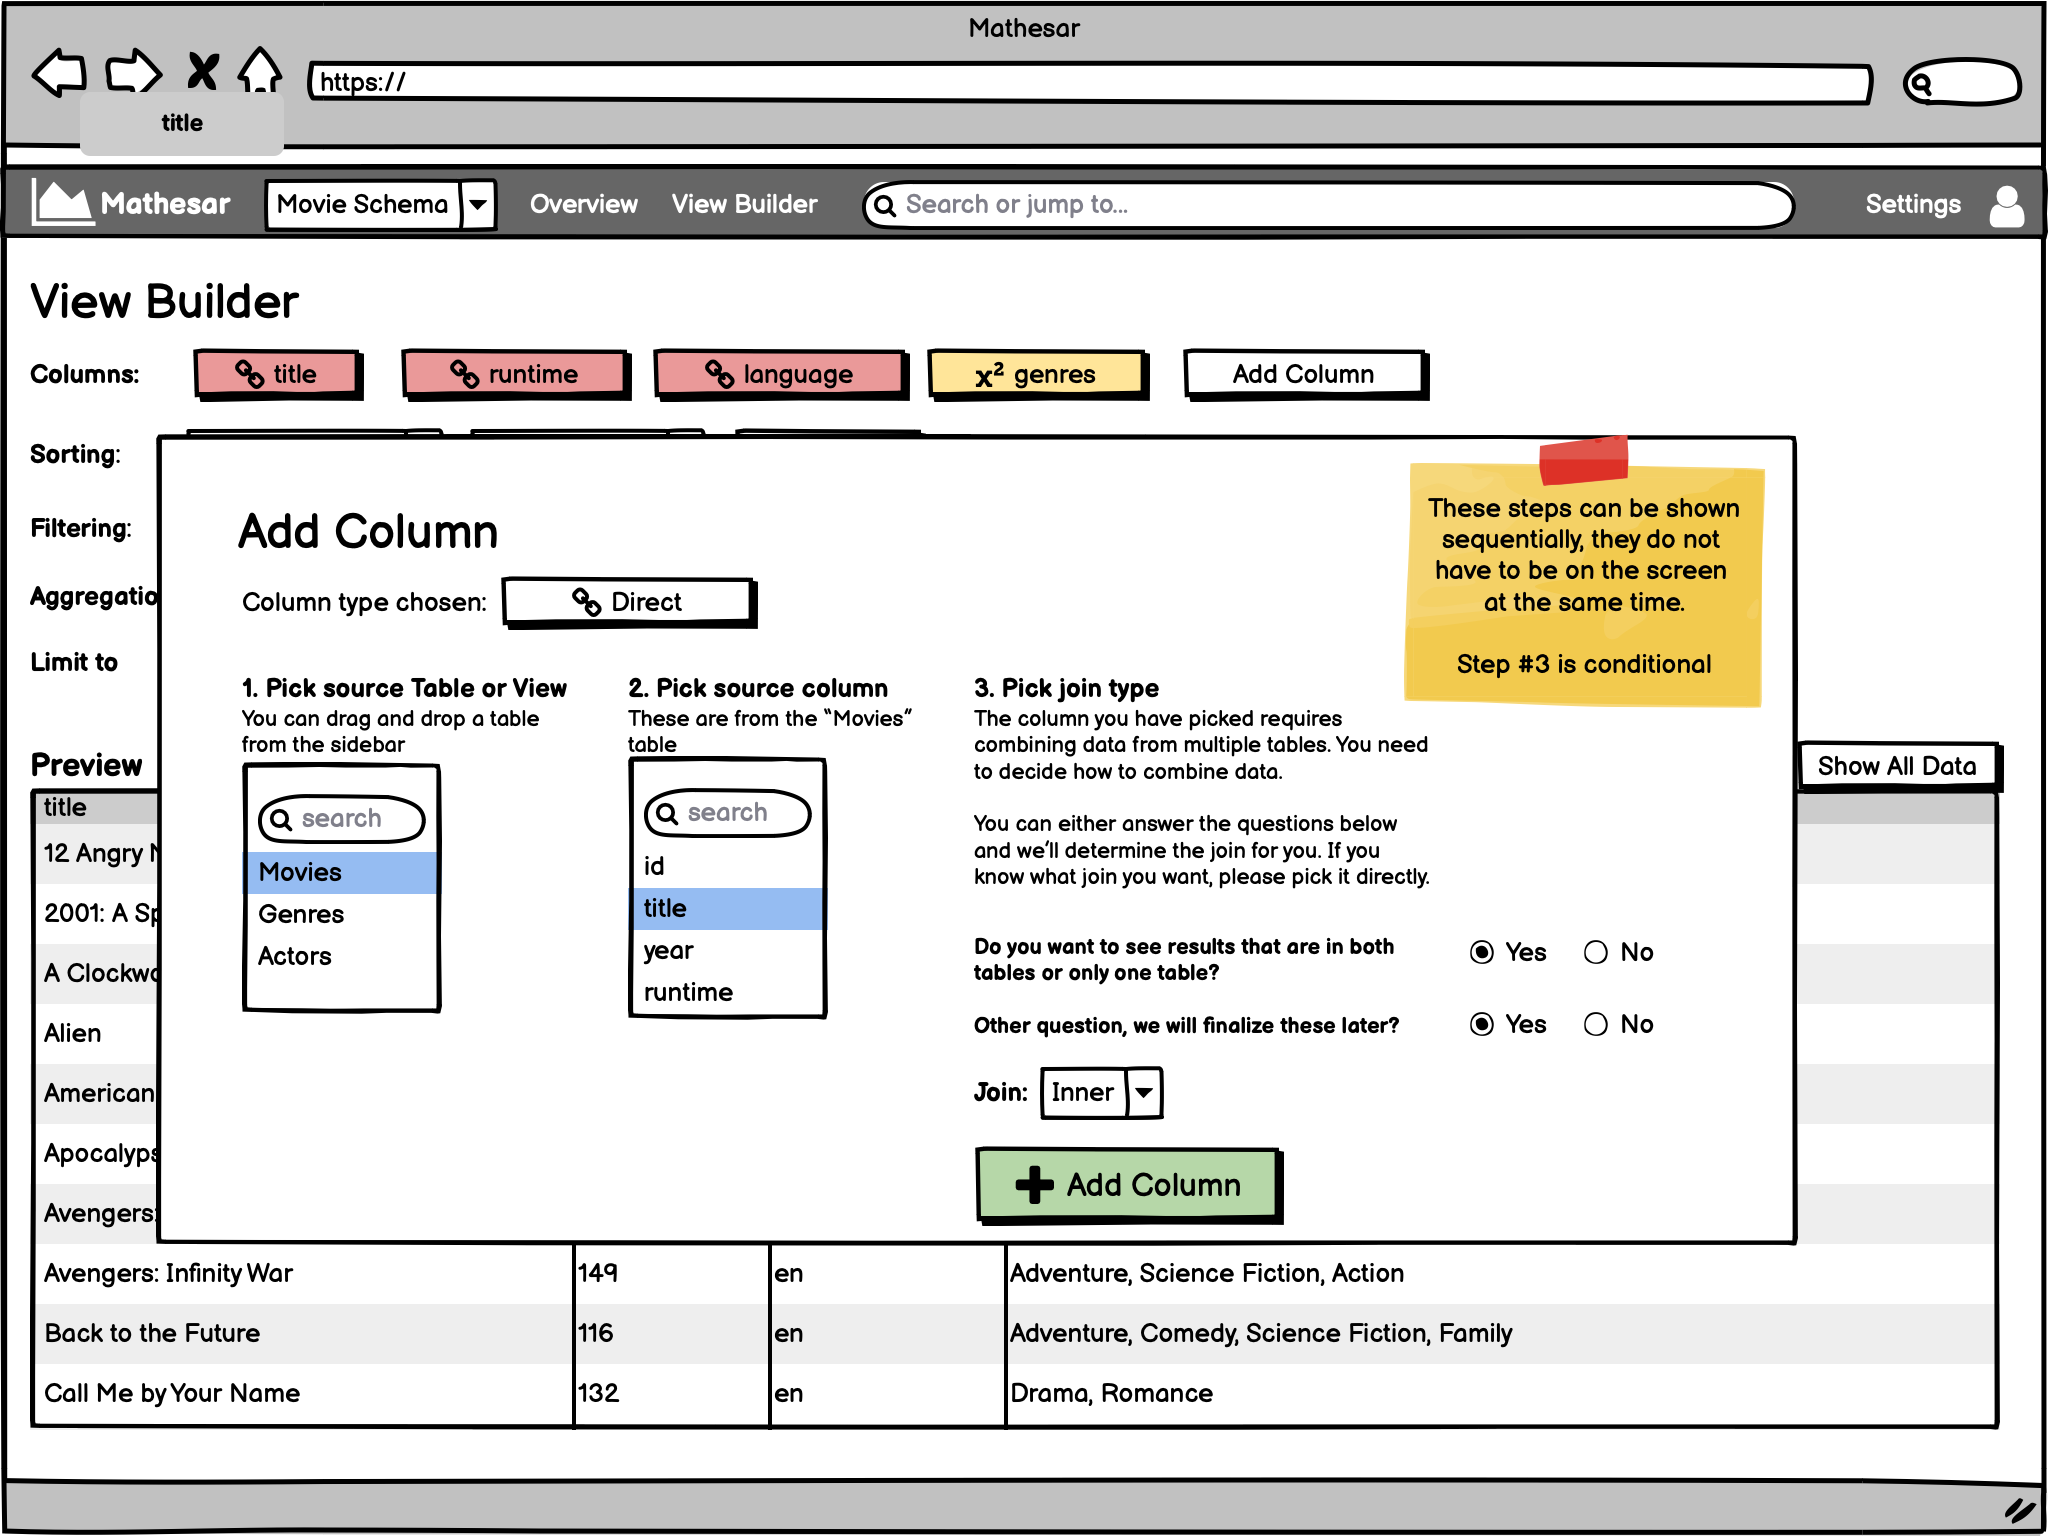 Mathesar
https://
title
Mathesar
Movie Schema
Overview
View Builder
Search or jump to...
Settings
View Builder
Columns:
title
runtime
language
x² genres
Add Column
Sorting:
Filtering:
Aggregatio
Limit to
Add Column
Column type chosen:
Direct
These steps can be shown
sequentially, they do not
have to be on the screen
at the same time.
Step #3 is conditional
1. Pick source Table or View
You can drag and drop a table
from the sidebar
search
Movies
Genres
Actors
2. Pick source column
These are from the “Movies”
table
search
id
title
year
runtime
3. Pick join type
The column you have picked requires
combining data from multiple tables. You need
to decide how to combine data.
You can either answer the questions below
and we'll determine the join for you. If you
know what join you want, please pick it directly.
Do you want to see results that are in both
tables or only one table?
Yes
No
Other question, we will finalize these later?
Yes
No
Join:
Inner
Add Column
Preview
Show All Data
title
12 Angry
2001: A Sp
A Clockwo
Alien
American
Apocalyps
Avengers:
Avengers: Infinity War
149
en
Adventure, Science Fiction, Action
Back to the Future
116
en
Adventure, Comedy, Science Fiction, Family
Call Me by Your Name
132
en
Drama, Romance